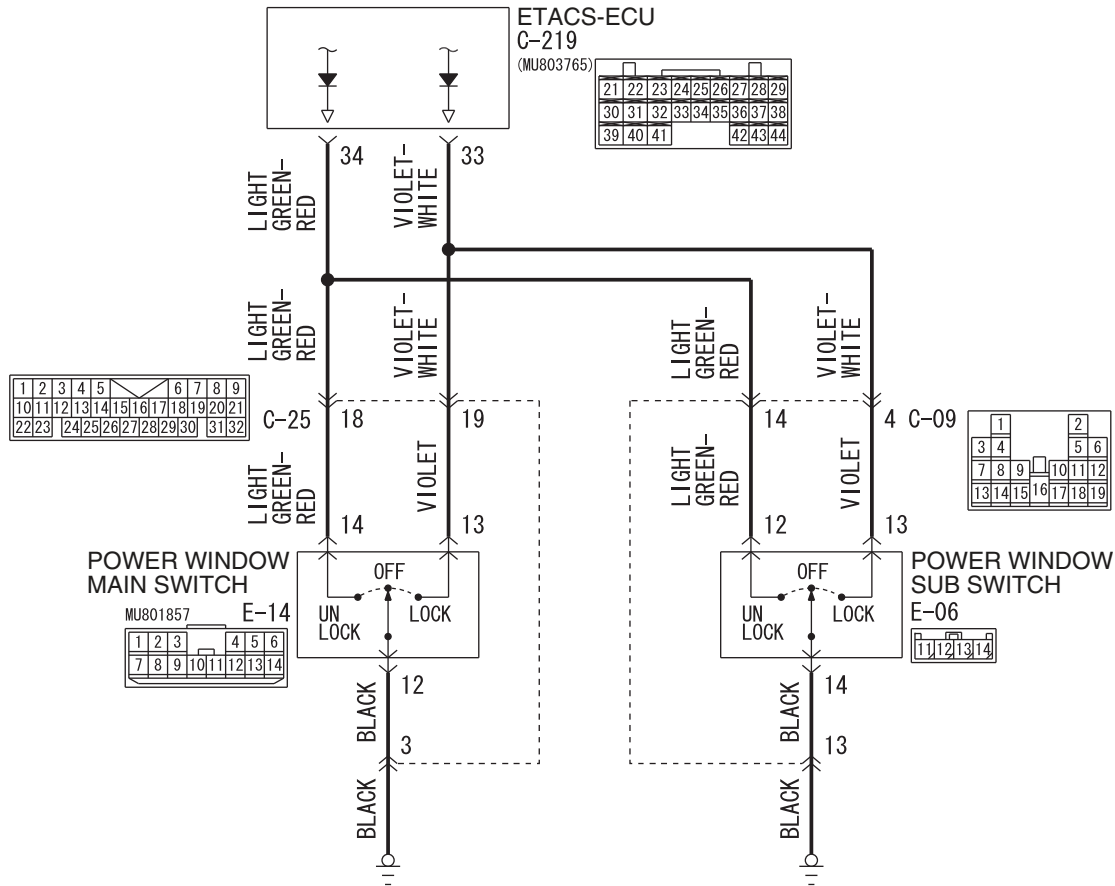 ETACS-ECU
C-219
(MU803765)
21 22 23 24 25 26 27 28 29
30 31 32 33 34 35 36 37 38
39 40 41 42 43 44
34 33
LIGHT
GREEN-
RED
VIOLET-
WHITE
LIGHT
GREEN-
RED
VIOLET-
WHITE
LIGHT
GREEN-
RED
VIOLET-
WHITE
1 2 3 4 5 6 7 8 9
10 11 12 13 14 15 16 17 18 19 20 21
22 23 24 25 26 27 28 29 30 31 32
C-25 18 19 14 4 C-09
1 2
3 4 5 6
7 8 9 10 11 12
13 14 15 16 17 18 19
LIGHT
GREEN-
RED
VIOLET
LIGHT
GREEN-
RED
VIOLET
14 13 12 13
POWER WINDOW
MAIN SWITCH
MU801857 E-14
1 2 3 4 5 6
7 8 9 10 11 12 13 14
OFF
UN
LOCK
LOCK
OFF
UN
LOCK
LOCK
POWER WINDOW
SUB SWITCH
E-06
11 12 13 14
12 14
BLACK BLACK
3 13
BLACK BLACK